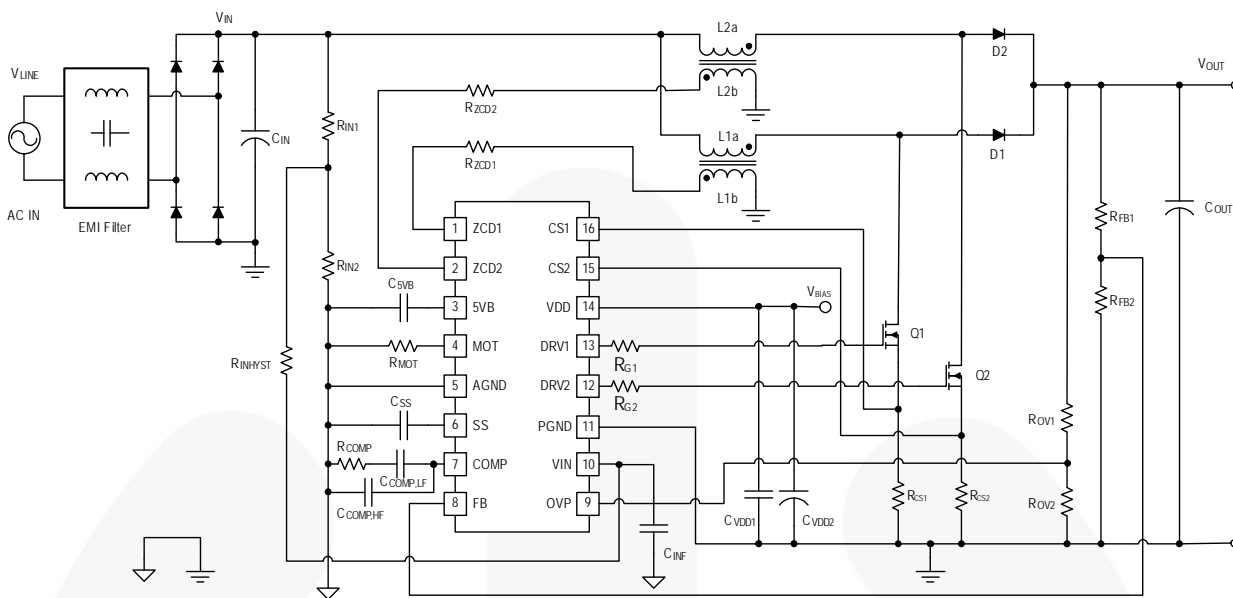 VIN
L2a
D2
VLINE
VOUT
L2b
RZCD2
CIN
RIN1
L1a
RZCD1
D1
L1b
AC IN
EMI Filter
RFB1
COUT
1 ZCD1 CS1 16
RIN2
2 ZCD2 CS2 15
C5VB
VBIAS
RFB2
3 5VB VDD 14
Q1
4 MOT DRV1 13
RINHYST
RMOT
RG1
Q2
5 AGND DRV2 12
RG2
CSS
ROV1
6 SS PGND 11
RCOMP
7 COMP VIN 10
CCOMP,LF
RCS1
RCS2
8 FB OVP 9
ROV2
CCOMP,HF
CVDD1
CVDD2
CINF